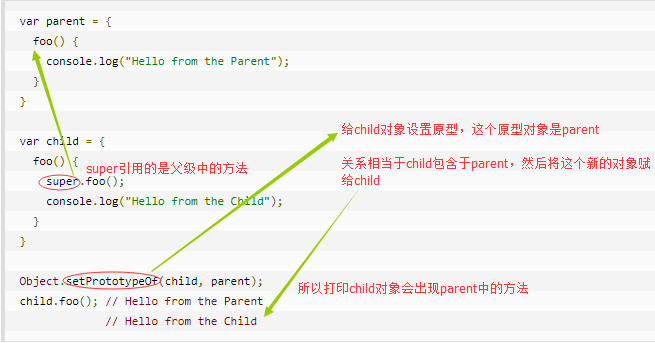 var parent = {
foo() {
console.log("Hello from the Parent");
}
}
给child对象设置原型，这个原型对象是parent
var child = {
foo() {
super引用的是父级中的方法
关系相当于child包含于parent，然后将这个新的对象赋
给child
super.foo();
console.log("Hello from the Child");
}
}
Object.setPrototypeOf(child, parent);
所以打印child对象会出现parent中的方法
child.foo(); // Hello from the Parent
// Hello from the Child